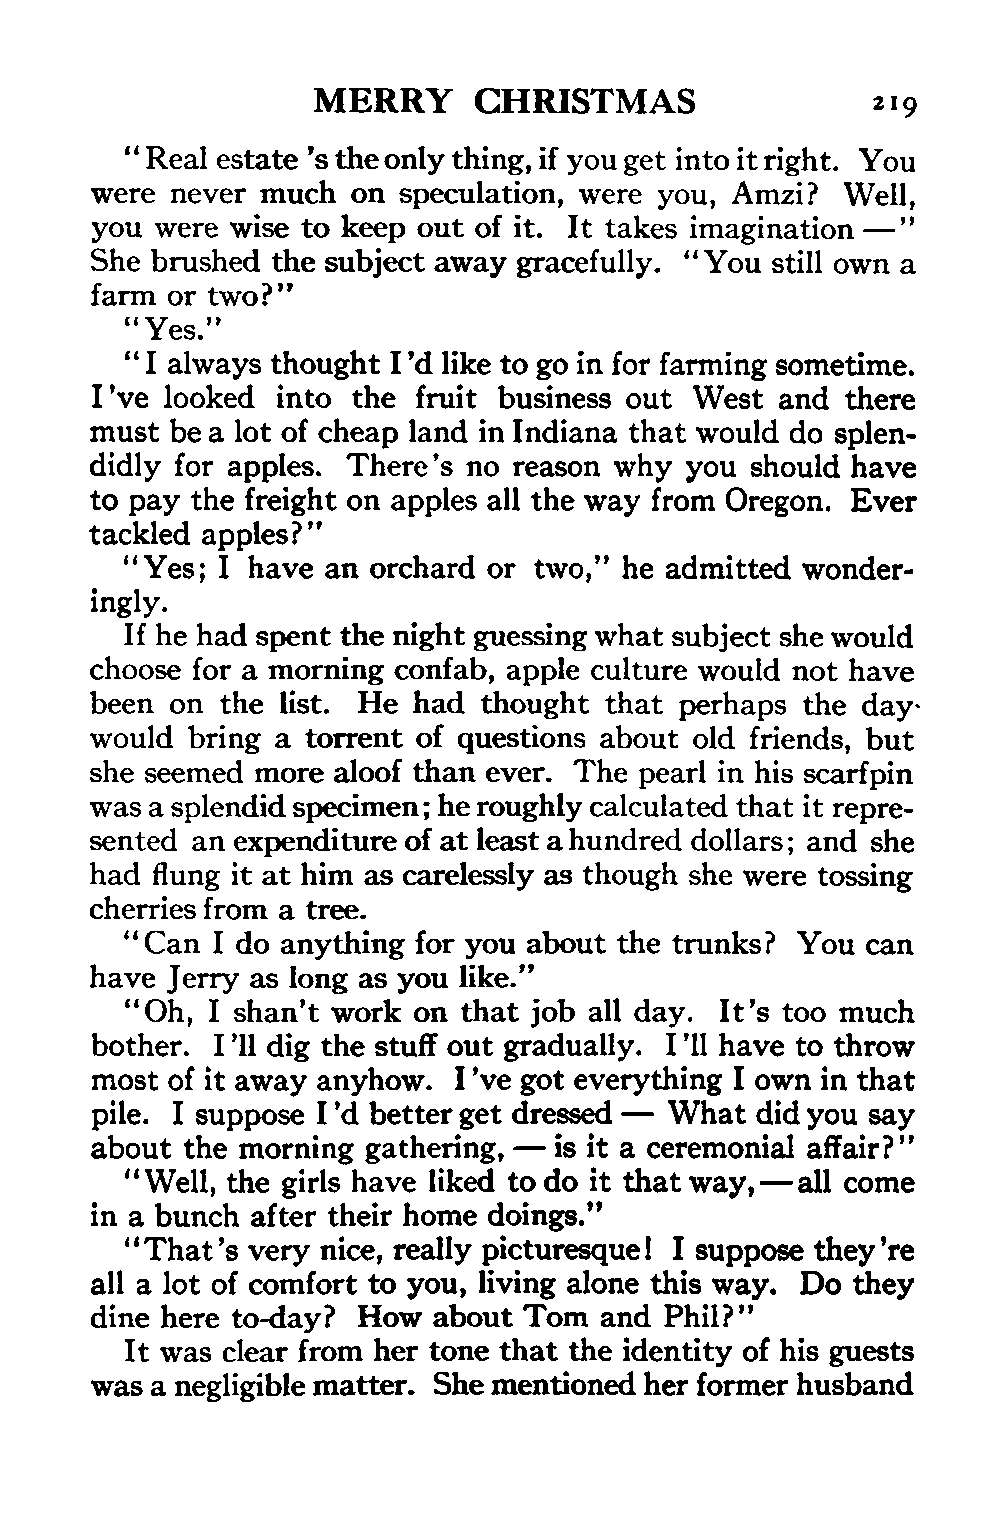 MERRY CHRISTMAS 219
"Real estate 's the only thing, if you get into it right. You
were never much on speculation, were you, Amzi? Well,
you were wise to keep out of it. It takes imagination —"
She brushed the subject away gracefully. "You still own a
farm or two?"
"Yes."
"I always thought I 'd like to go in for farming sometime.
I 've looked into the fruit business out West and there
must be a lot of cheap land in Indiana that would do splen-
didly for apples. There 's no reason why you should have
to pay the freight on apples all the way from Oregon. Ever
tackled apples?"
"Yes; I have an orchard or two," he admitted wonder-
ingly.
If he had spent the night guessing what subject she would
choose for a morning confab, apple culture would not have
been on the list. He had thought that perhaps the day
would bring a torrent of questions about old friends, but
she seemed more aloof than ever. The pearl in his scarfpin
was a splendid specimen; he roughly calculated that it repre-
sented an expenditure of at least a hundred dollars; and she
had flung it at him as carelessly as though she were tossing
cherries from a tree.
"Can I do anything for you about the trunks? You can
have Jerry as long as you like."
"Oh, I shan't work on that job all day. It 's too much
bother. I 'll dig the stuff out gradually. I 'll have to throw
most of it away anyhow. I 've got everything I own in that
pile. I suppose I 'd better get dressed — What did you say
about the morning gathering, — is it a ceremonial affair?"
"Well, the girls have liked to do it that way,—all come
in a bunch after their home doings."
"That 's very nice, really picturesque! I suppose they 're
all a lot of comfort to you, living alone this way. Do they
dine here to-day? How about Tom and Phil?"
It was clear from her tone that the identity of his guests
was a negligible matter. She mentioned her former husband